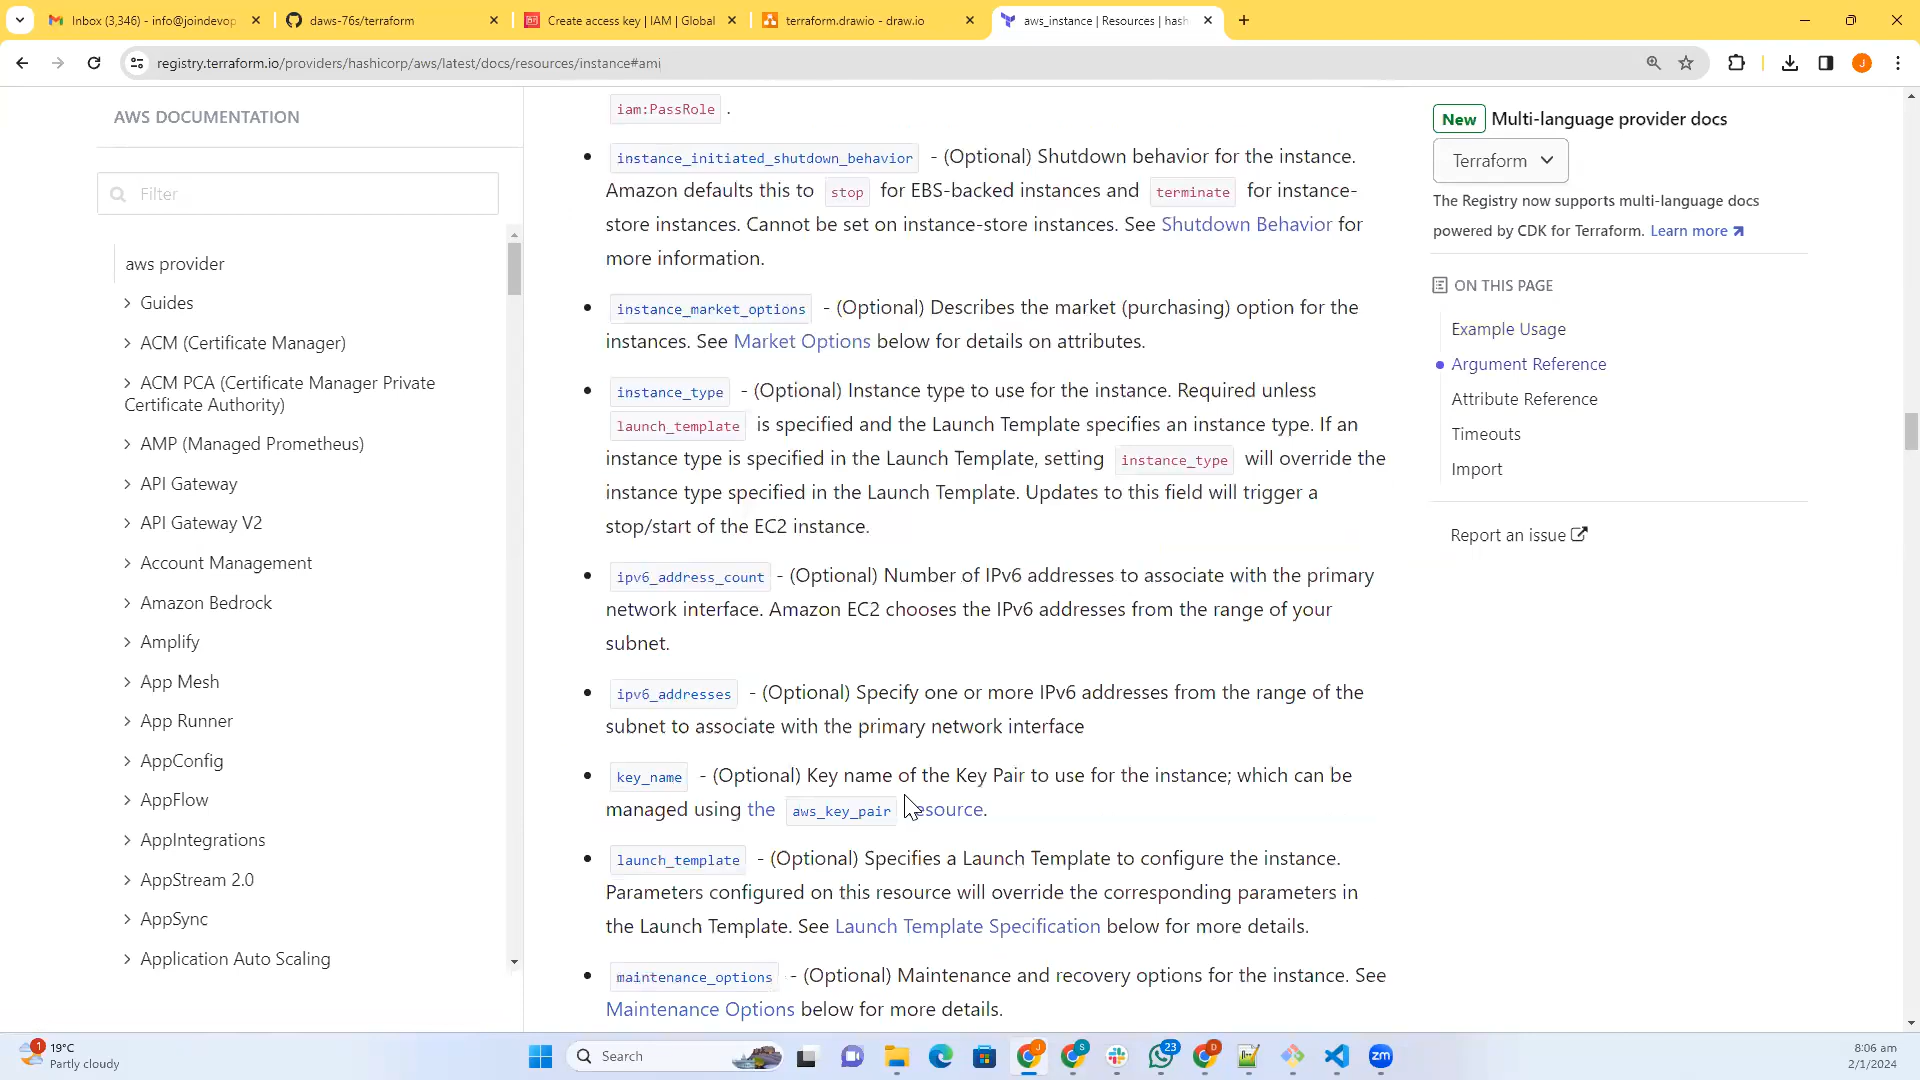 Inbox (3,346) - info@joindevop
daws-76s/terraform
Create access key | IAM | Global
terraform.drawio - draw.io
aws_instance | Resources | hash
registry.terraform.io/providers/hashicorp/aws/latest/docs/resources/instance#ami
J
AWS DOCUMENTATION
Filter
aws provider
Guides
ACM (Certificate Manager)
ACM PCA (Certificate Manager Private
Certificate Authority)
AMP (Managed Prometheus)
API Gateway
API Gateway V2
Account Management
Amazon Bedrock
Amplify
App Mesh
App Runner
AppConfig
AppFlow
AppIntegrations
AppStream 2.0
AppSync
Application Auto Scaling
iam:PassRole .
• instance_initiated_shutdown_behavior - (Optional) Shutdown behavior for the instance.
Amazon defaults this to stop for EBS-backed instances and terminate for instance-
store instances. Cannot be set on instance-store instances. See Shutdown Behavior for
more information.
• instance_market_options - (Optional) Describes the market (purchasing) option for the
instances. See Market Options below for details on attributes.
• instance_type - (Optional) Instance type to use for the instance. Required unless
launch_template is specified and the Launch Template specifies an instance type. If an
instance type is specified in the Launch Template, setting instance_type will override the
instance type specified in the Launch Template. Updates to this field will trigger a
stop/start of the EC2 instance.
• ipv6_address_count - (Optional) Number of IPv6 addresses to associate with the primary
network interface. Amazon EC2 chooses the IPv6 addresses from the range of your
subnet.
• ipv6_addresses - (Optional) Specify one or more IPv6 addresses from the range of the
subnet to associate with the primary network interface
• key_name - (Optional) Key name of the Key Pair to use for the instance; which can be
managed using the aws_key_pair resource.
• launch_template - (Optional) Specifies a Launch Template to configure the instance.
Parameters configured on this resource will override the corresponding parameters in
the Launch Template. See Launch Template Specification below for more details.
• maintenance_options - (Optional) Maintenance and recovery options for the instance. See
Maintenance Options below for more details.
New Multi-language provider docs
Terraform
The Registry now supports multi-language docs
powered by CDK for Terraform. Learn more
ON THIS PAGE
Example Usage
Argument Reference
Attribute Reference
Timeouts
Import
Report an issue
1
19°C
Partly cloudy
Search
J
S
23
D
zm
8:06 am
2/1/2024